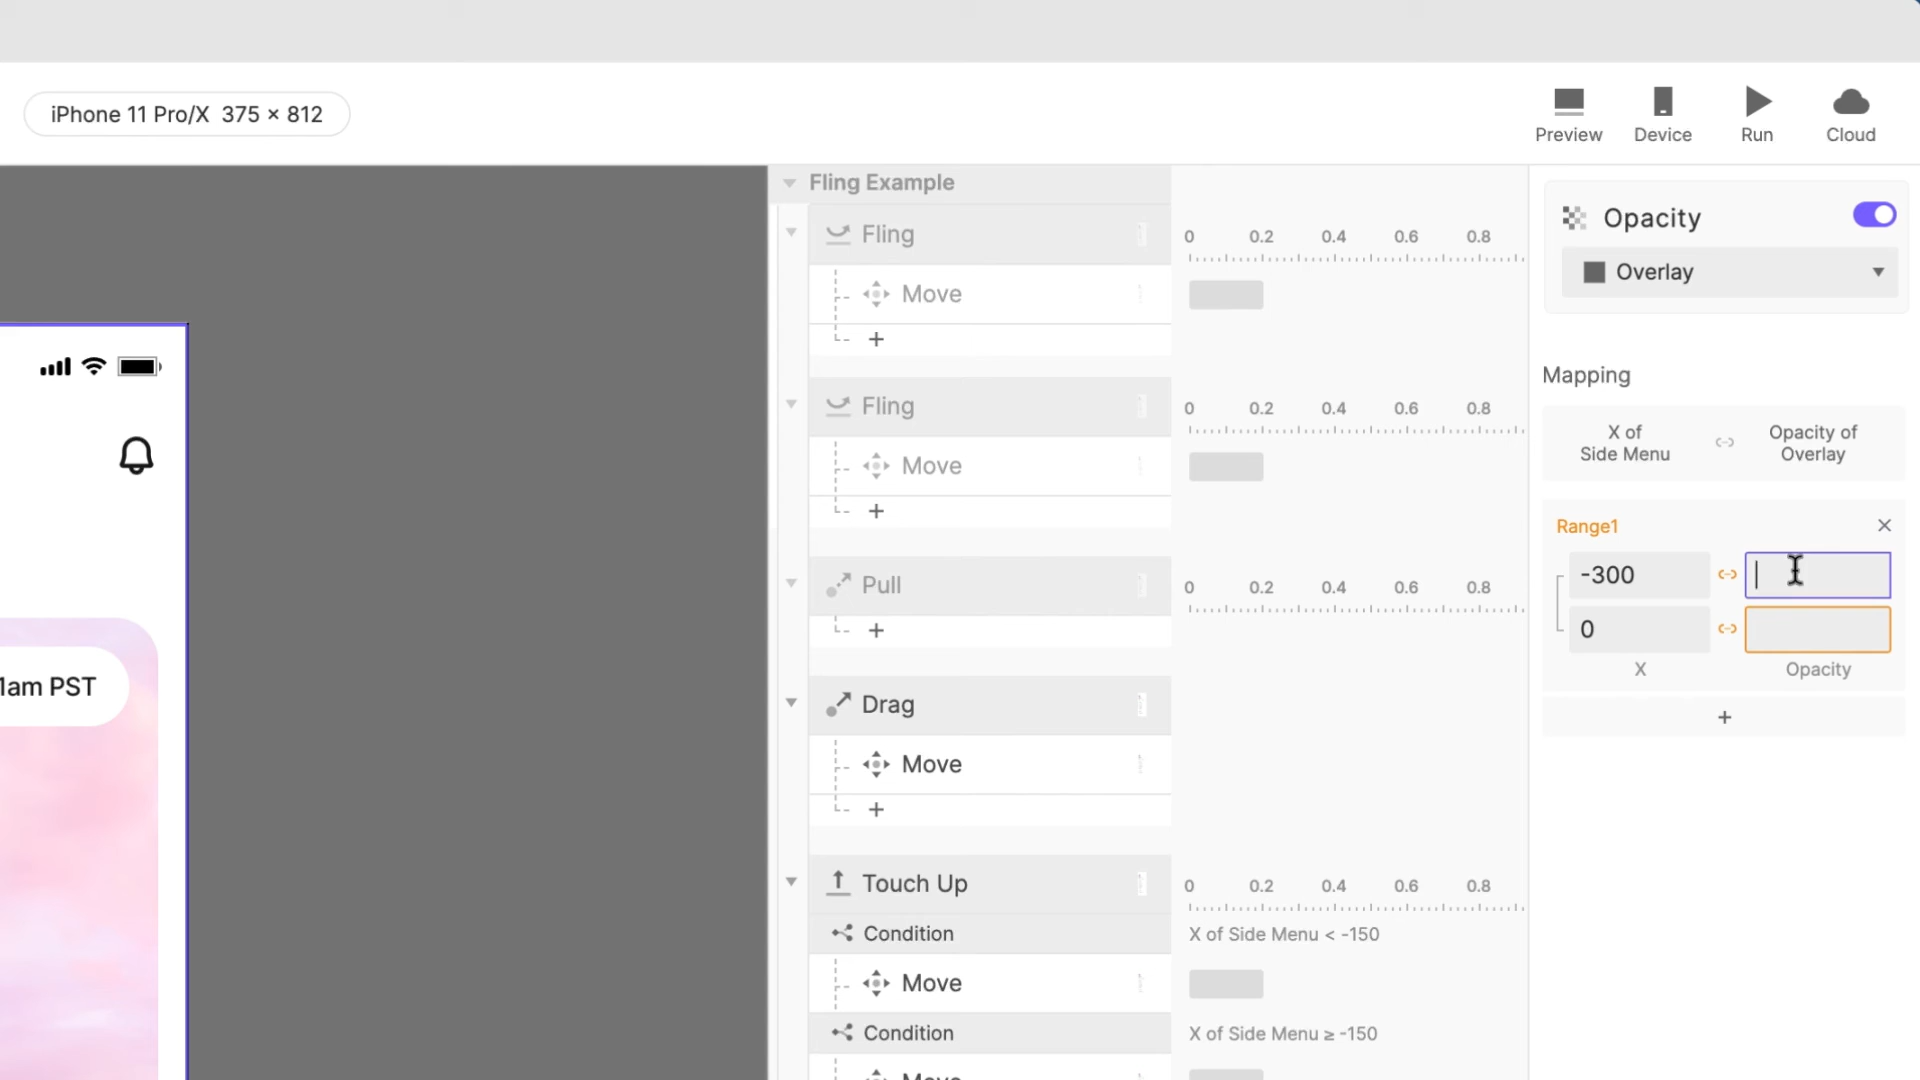 iPhone 11 Pro/X 375 × 812
Preview
Device
Run
Cloud
Fling Example
Fling
0 0.2 0.4 0.6 0.8
Move
+
Fling
0 0.2 0.4 0.6 0.8
Move
+
Pull
0 0.2 0.4 0.6 0.8
+
Drag
Move
+
Touch Up
0 0.2 0.4 0.6 0.8
Condition
X of Side Menu < -150
Move
Condition
X of Side Menu ≥ -150
Move
1am PST
Opacity
Overlay
Mapping
X of
Side Menu
Opacity of
Overlay
Range1
-300
0
X
Opacity
+